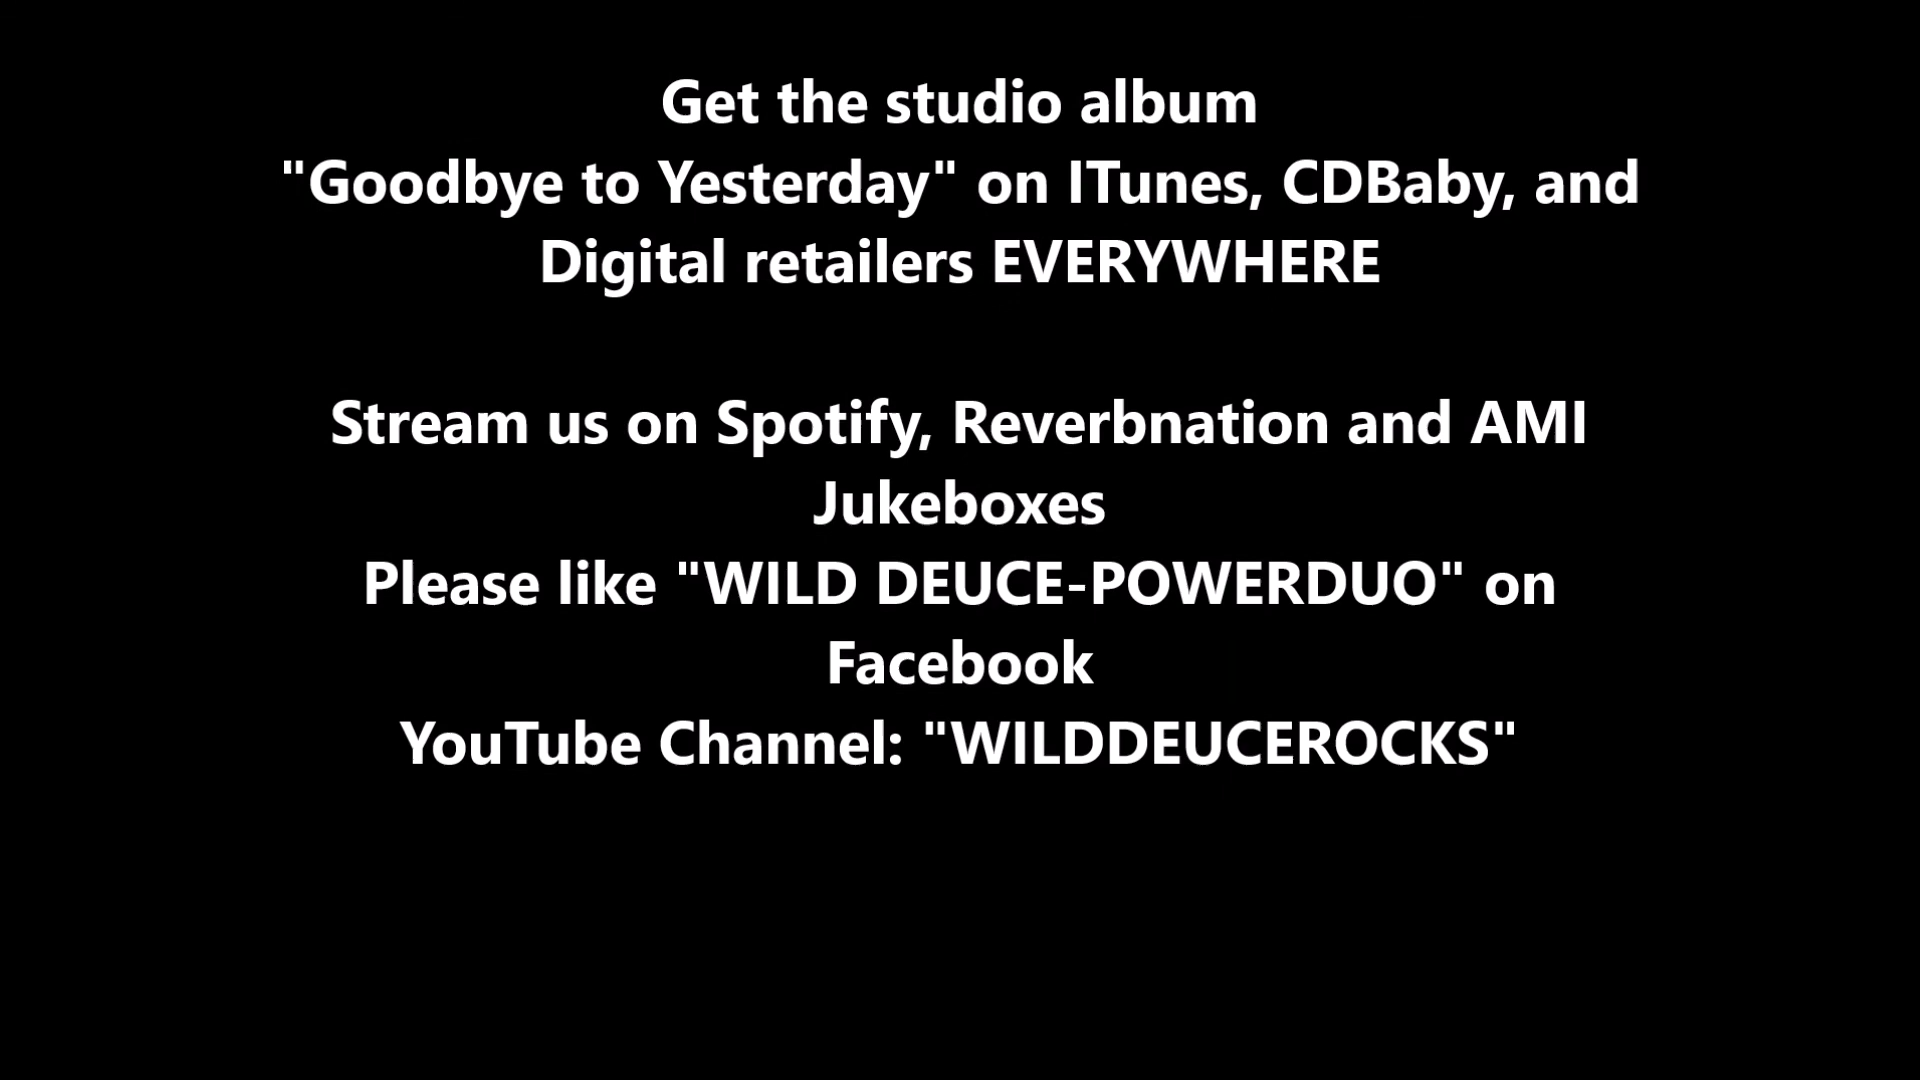 Get the studio album
"Goodbye to Yesterday" on ITunes, CDBaby, and
Digital retailers EVERYWHERE
Stream us on Spotify, Reverbnation and AMI
Jukeboxes
Please like "WILD DEUCE-POWERDUO" on
Facebook
YouTube Channel: "WILDDEUCEROCKS"